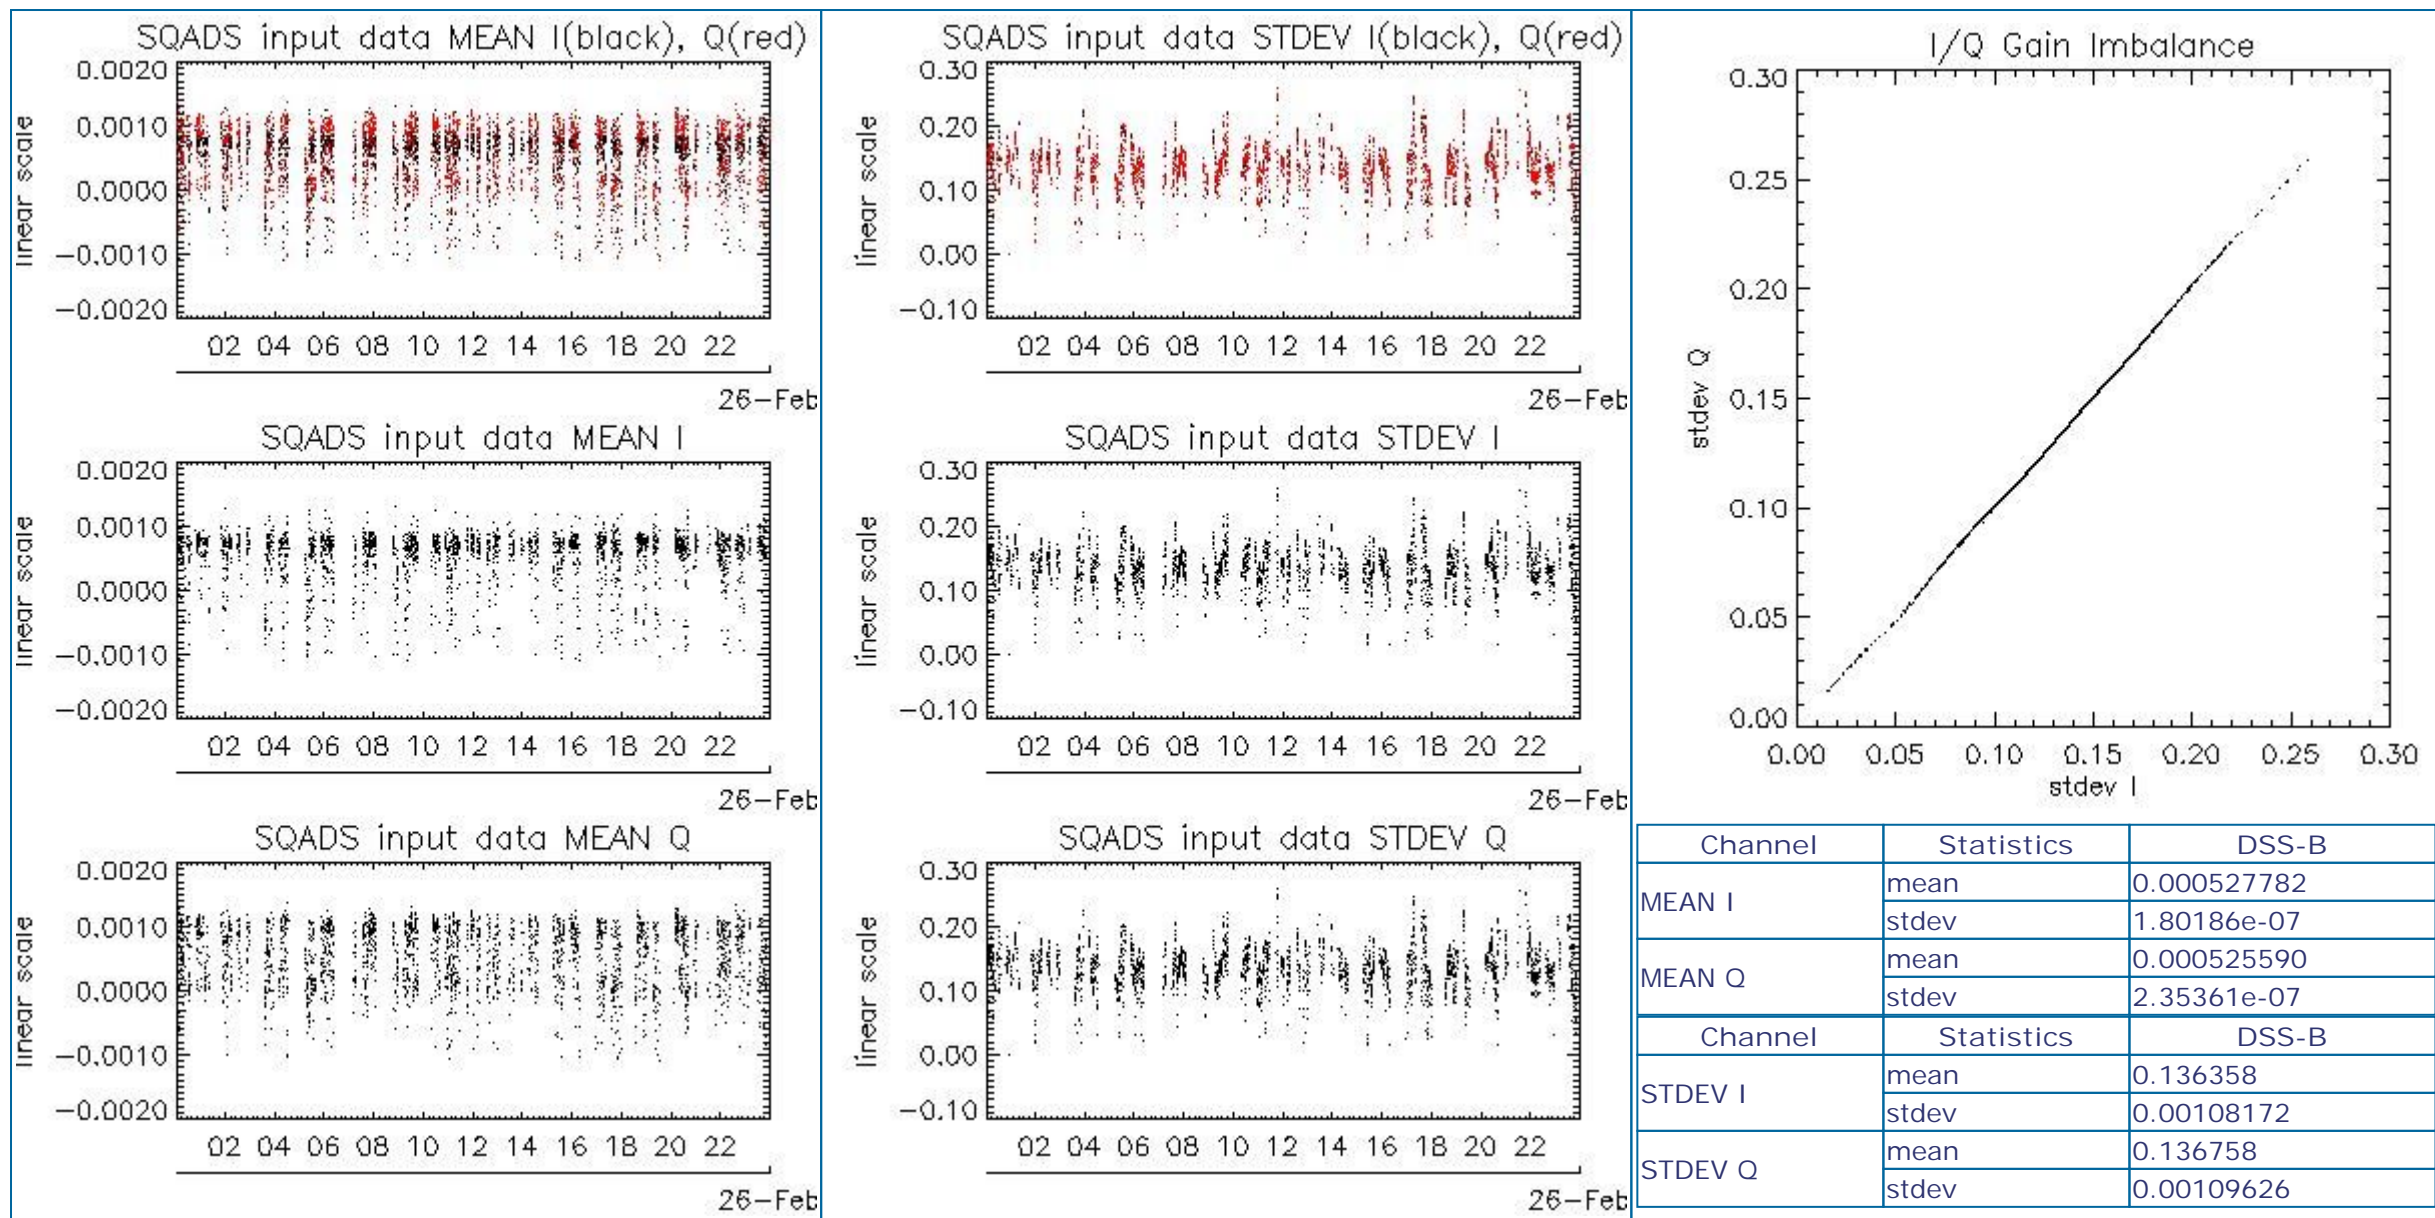 SQADS input data MEAN I(black), Q(red)
0.0020
0.0010
0.0000
−0.0010
−0.0020
linear scale
02 04 06 08 10 12 14 16 18 20 22
26−Feb
SQADS input data MEAN I
0.0020
0.0010
0.0000
−0.0010
−0.0020
linear scale
02 04 06 08 10 12 14 16 18 20 22
26−Feb
SQADS input data MEAN Q
0.0020
0.0010
0.0000
−0.0010
−0.0020
linear scale
02 04 06 08 10 12 14 16 18 20 22
26−Feb
SQADS input data STDEV I(black), Q(red)
0.30
0.20
0.10
0.00
−0.10
linear scale
02 04 06 08 10 12 14 16 18 20 22
26−Feb
SQADS input data STDEV I
0.30
0.20
0.10
0.00
−0.10
linear scale
02 04 06 08 10 12 14 16 18 20 22
26−Feb
SQADS input data STDEV Q
0.30
0.20
0.10
0.00
−0.10
linear scale
02 04 06 08 10 12 14 16 18 20 22
26−Feb
I/Q Gain Imbalance
0.30
0.25
0.20
0.15
0.10
0.05
0.00
stdev Q
0.00 0.05 0.10 0.15 0.20 0.25 0.30
stdev I
Channel Statistics DSS-B
MEAN I mean 0.000527782
stdev 1.80186e-07
MEAN Q mean 0.000525590
stdev 2.35361e-07
Channel Statistics DSS-B
STDEV I mean 0.136358
stdev 0.00108172
STDEV Q mean 0.136758
stdev 0.00109626